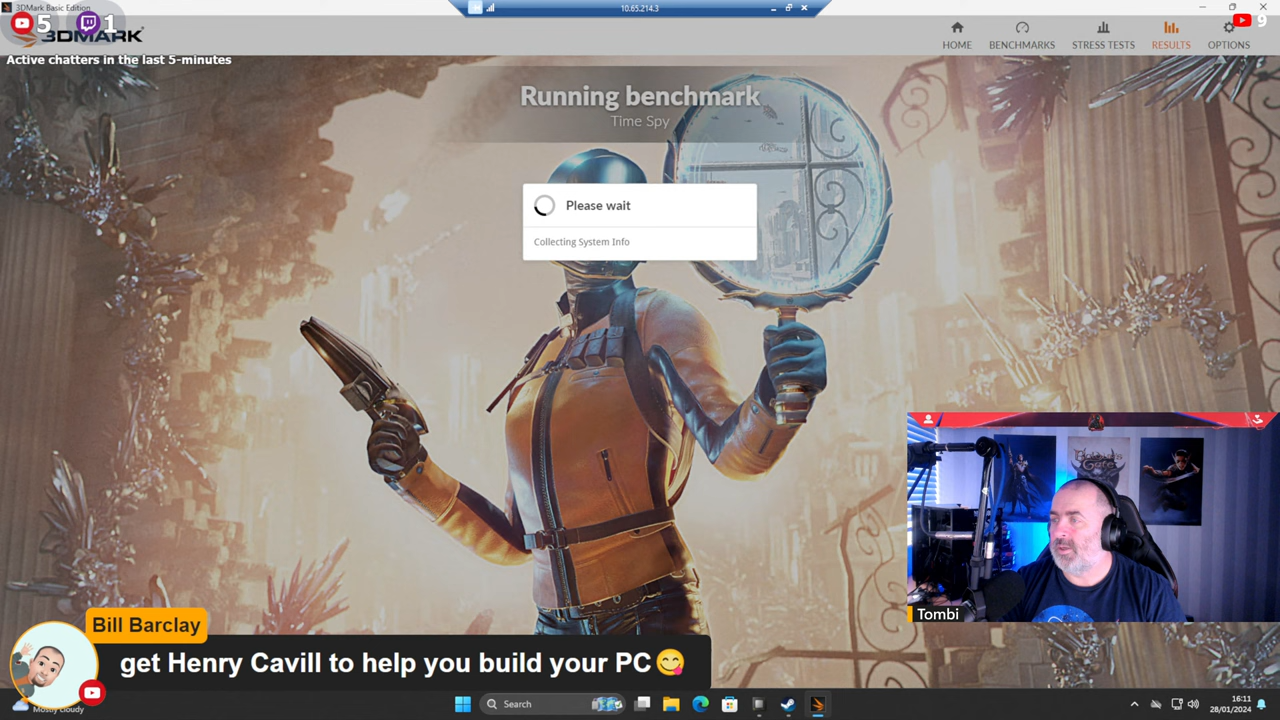 3DMark Basic Edition
10.65.214.3
5
1
9
3DMARK
HOME
BENCHMARKS
STRESS TESTS
RESULTS
OPTIONS
Active chatters in the last 5-minutes
Running benchmark
Time Spy
Please wait
Collecting System Info
Tombi
Bill Barclay
get Henry Cavill to help you build your PC😋
Mostly cloudy
Search
16:11
28/01/2024